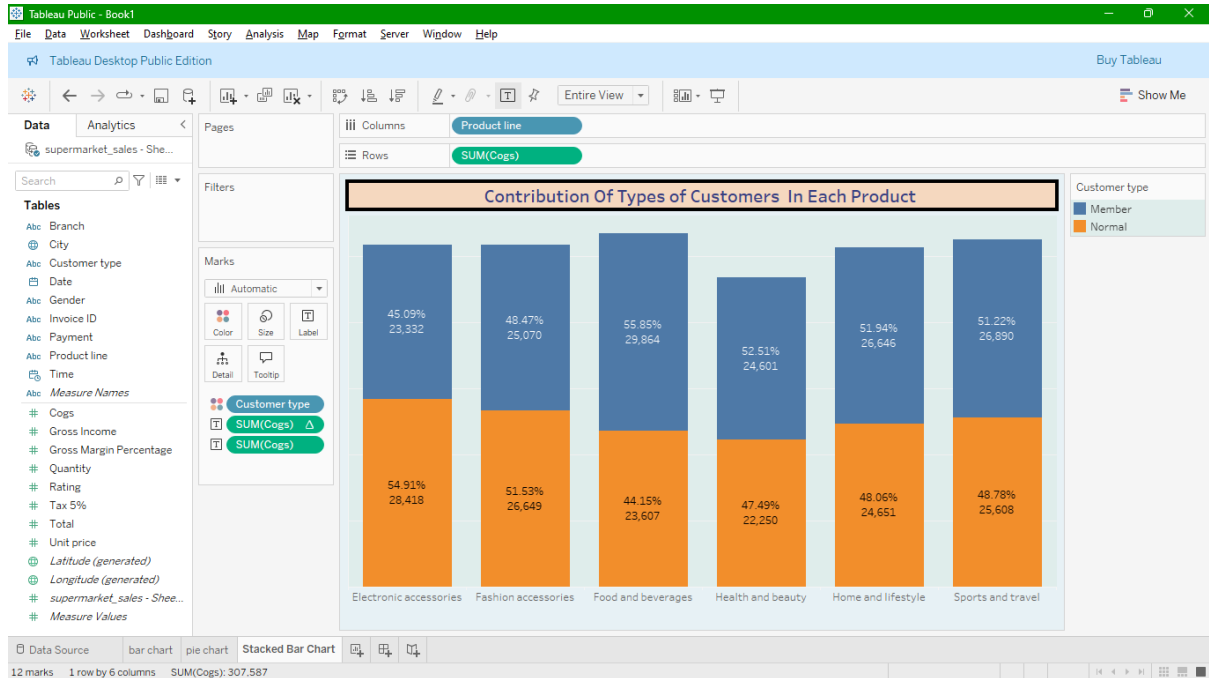 Tableau Public - Book1
File Data Worksheet Dashboard Story Analysis Map Format Server Window Help
Tableau Desktop Public Edition
Buy Tableau
Entire View
Show Me
Data Analytics
supermarket_sales - She...
Search
Tables
Abc Branch
City
Abc Customer type
Date
Abc Gender
Abc Invoice ID
Abc Payment
Abc Product line
Time
Abc Measure Names
# Cogs
# Gross Income
# Gross Margin Percentage
# Quantity
# Rating
# Tax 5%
# Total
# Unit price
Latitude (generated)
Longitude (generated)
# supermarket_sales - Shee...
# Measure Values
Pages
Filters
Marks
Automatic
Color Size Label
Detail Tooltip
Customer type
SUM(Cogs) Δ
SUM(Cogs)
Columns Product line
Rows SUM(Cogs)
Contribution Of Types of Customers In Each Product
45.09%
23,332
48.47%
25,070
55.85%
29,864
52.51%
24,601
51.94%
26,646
51.22%
26,890
54.91%
28,418
51.53%
26,649
44.15%
23,607
47.49%
22,250
48.06%
24,651
48.78%
25,608
Electronic accessories Fashion accessories Food and beverages Health and beauty Home and lifestyle Sports and travel
Customer type
Member
Normal
Data Source bar chart pie chart Stacked Bar Chart
12 marks 1 row by 6 columns SUM(Cogs): 307,587